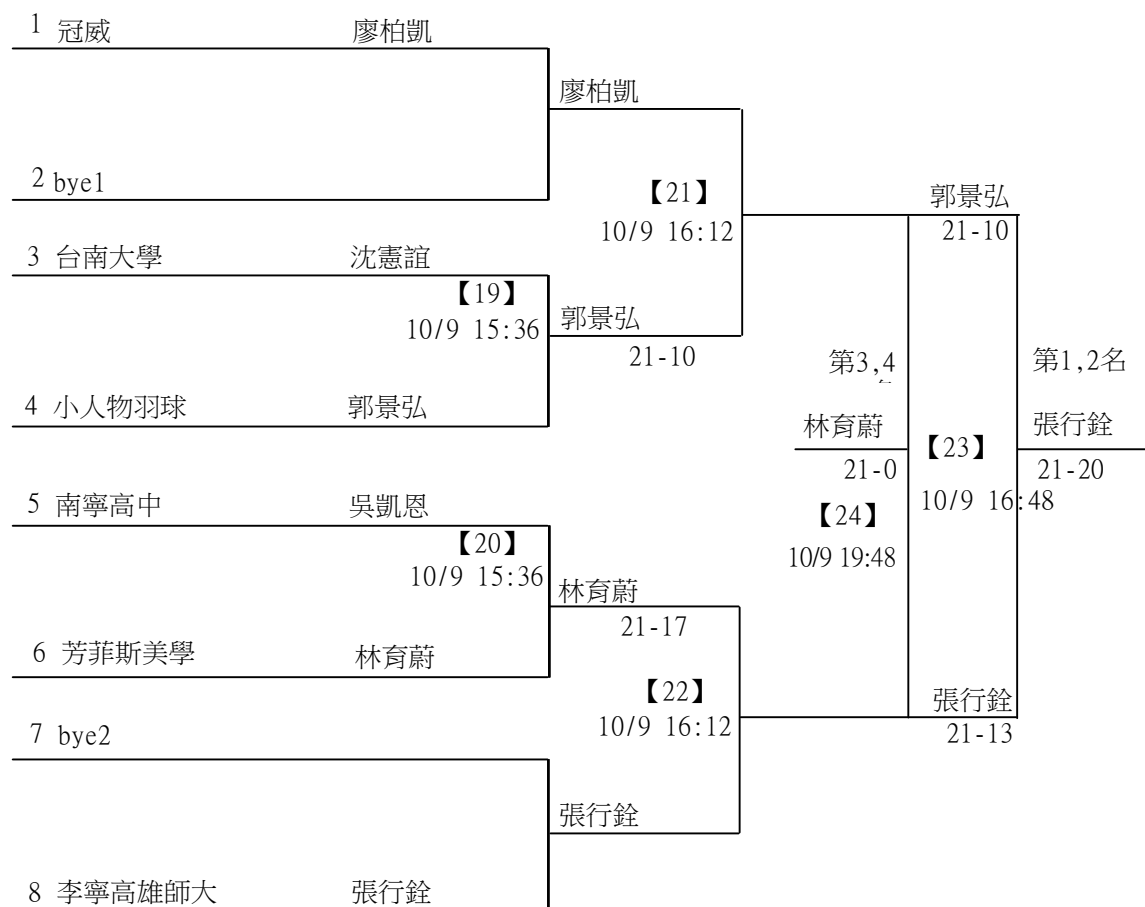 1 冠威 廖柏凱
廖柏凱
2 bye1
【21】
10/9 16:12
郭景弘
21-10
3 台南大學 沈憲誼
【19】
10/9 15:36
郭景弘
21-10
第3,4
第1,2名
4 小人物羽球 郭景弘
林育蔚
21-0
【23】
10/9 16:48
張行銓
21-20
【24】
10/9 19:48
5 南寧高中 吳凱恩
【20】
10/9 15:36
林育蔚
21-17
6 芳菲斯美學 林育蔚
【22】
10/9 16:12
張行銓
21-13
7 bye2
張行銓
8 李寧高雄師大 張行銓